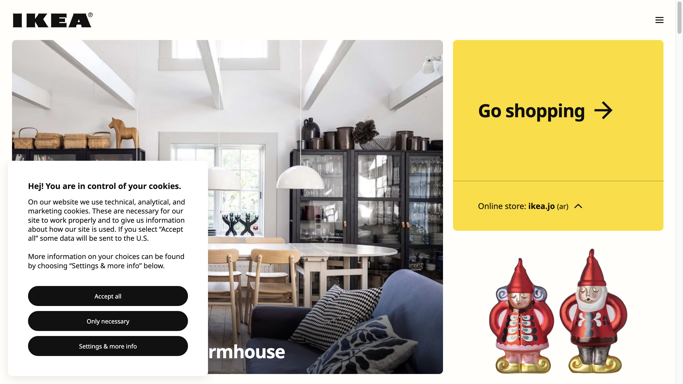 IKEA®
Go shopping →
Online store: ikea.jo (ar)
Hej! You are in control of your cookies.
On our website we use technical, analytical, and
marketing cookies. These are necessary for our
site to work properly and to give us information
about how our site is used. If you select “Accept
all” some data will be sent to the U.S.
More information on your choices can be found
by choosing “Settings & more info” below.
Accept all
Only necessary
Settings & more info